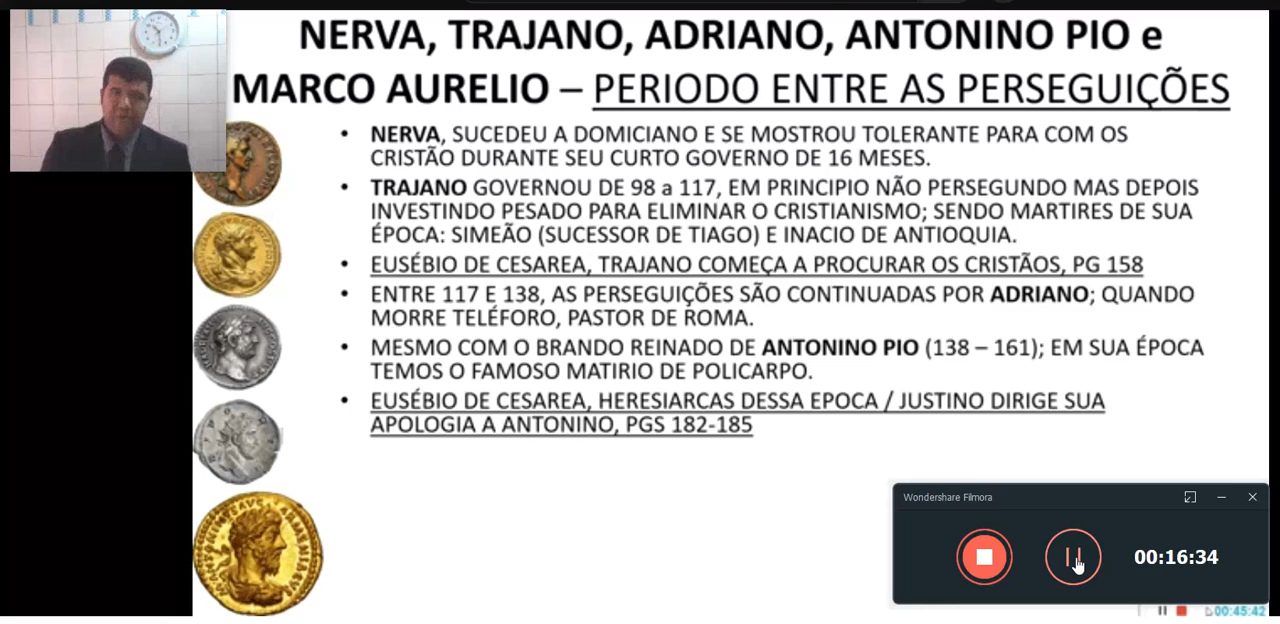 NERVA, TRAJANO, ADRIANO, ANTONINO PIO e
MARCO AURELIO – PERIODO ENTRE AS PERSEGUIÇÕES
• NERVA, SUCEDEU A DOMICIANO E SE MOSTROU TOLERANTE PARA COM OS
CRISTÃO DURANTE SEU CURTO GOVERNO DE 16 MESES.
• TRAJANO GOVERNOU DE 98 a 117, EM PRINCIPIO NÃO PERSEGUNDO MAS DEPOIS
INVESTINDO PESADO PARA ELIMINAR O CRISTIANISMO; SENDO MARTIRES DE SUA
ÉPOCA: SIMEÃO (SUCESSOR DE TIAGO) E INACIO DE ANTIOQUIA.
• EUSÉBIO DE CESAREA, TRAJANO COMEÇA A PROCURAR OS CRISTÃOS, PG 158
• ENTRE 117 E 138, AS PERSEGUIÇÕES SÃO CONTINUADAS POR ADRIANO; QUANDO
MORRE TELÉFORO, PASTOR DE ROMA.
• MESMO COM O BRANDO REINADO DE ANTONINO PIO (138 – 161); EM SUA ÉPOCA
TEMOS O FAMOSO MATIRIO DE POLICARPO.
• EUSÉBIO DE CESAREA, HERESIARCAS DESSA EPOCA / JUSTINO DIRIGE SUA
APOLOGIA A ANTONINO, PGS 182-185
Wondershare Filmora
00:16:34
00:45:42